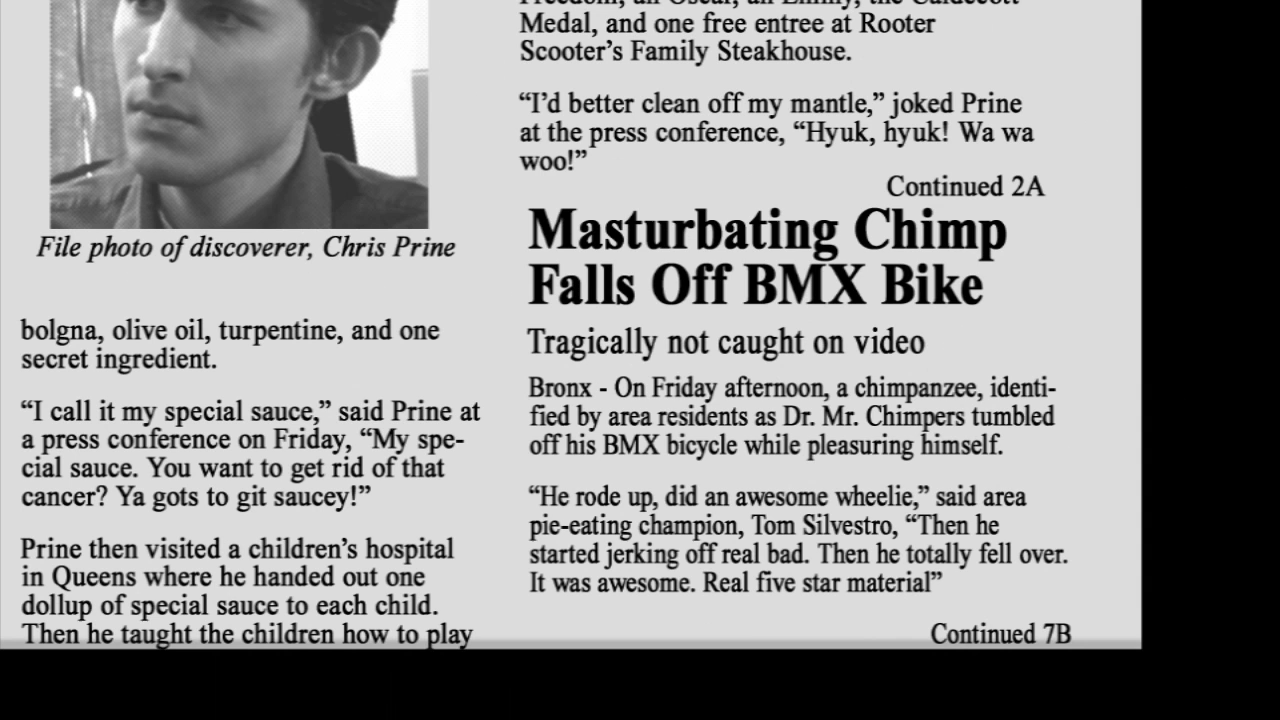 File photo of discoverer, Chris Prine
bolgna, olive oil, turpentine, and one
secret ingredient.
“I call it my special sauce,” said Prine at
a press conference on Friday, “My spe-
cial sauce. You want to get rid of that
cancer? Ya gots to git saucey!”
Prine then visited a children’s hospital
in Queens where he handed out one
dollup of special sauce to each child.
Then he taught the children how to play
Freedom, an Oscar, an Emmy, the Caldecott
Medal, and one free entree at Rooter
Scooter’s Family Steakhouse.
“I’d better clean off my mantle,” joked Prine
at the press conference, “Hyuk, hyuk! Wa wa
woo!”
Continued 2A
Masturbating Chimp
Falls Off BMX Bike
Tragically not caught on video
Bronx - On Friday afternoon, a chimpanzee, identi-
fied by area residents as Dr. Mr. Chimpers tumbled
off his BMX bicycle while pleasuring himself.
“He rode up, did an awesome wheelie,” said area
pie-eating champion, Tom Silvestro, “Then he
started jerking off real bad. Then he totally fell over.
It was awesome. Real five star material”
Continued 7B